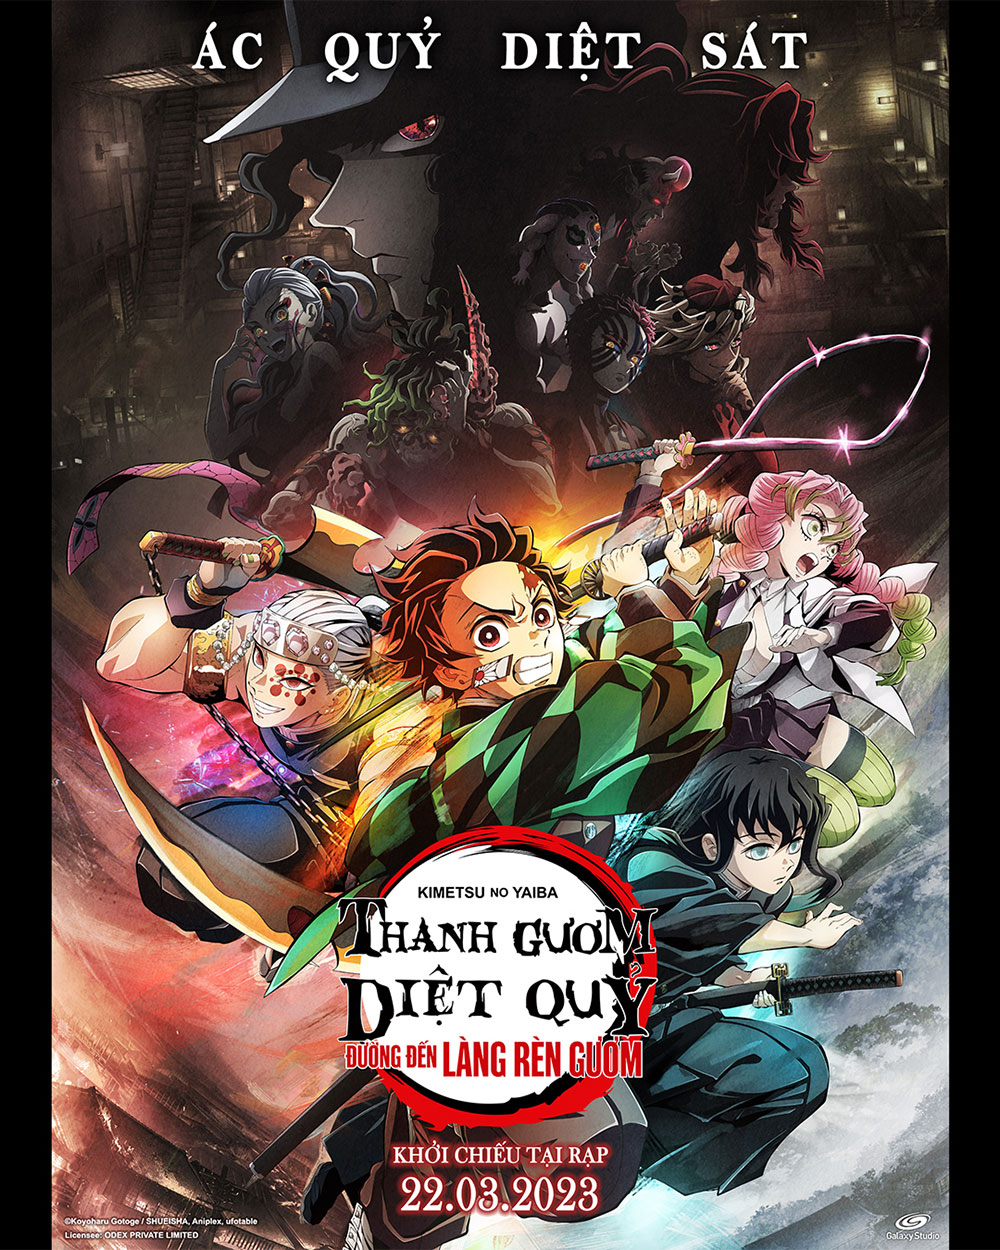 ÁC QUỶ DIỆT SÁT
KIMETSU NO YAIBA
THANH GƯƠM
DIỆT QUỶ
ĐƯỜNG ĐẾN LÀNG RÈN GƯƠM
KHỞI CHIẾU TẠI RẠP
22.03.2023
©Koyoharu Gotoge / SHUEISHA, Aniplex, ufotable
Licensee: ODEX PRIVATE LIMITED
GalaxyStudio